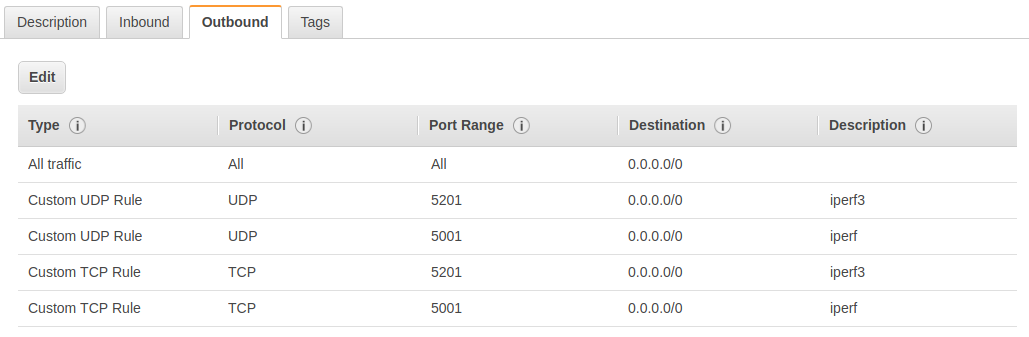 Description Inbound Outbound Tags
Edit
Type Protocol Port Range Destination Description
All traffic All All 0.0.0.0/0
Custom UDP Rule UDP 5201 0.0.0.0/0 iperf3
Custom UDP Rule UDP 5001 0.0.0.0/0 iperf
Custom TCP Rule TCP 5201 0.0.0.0/0 iperf3
Custom TCP Rule TCP 5001 0.0.0.0/0 iperf